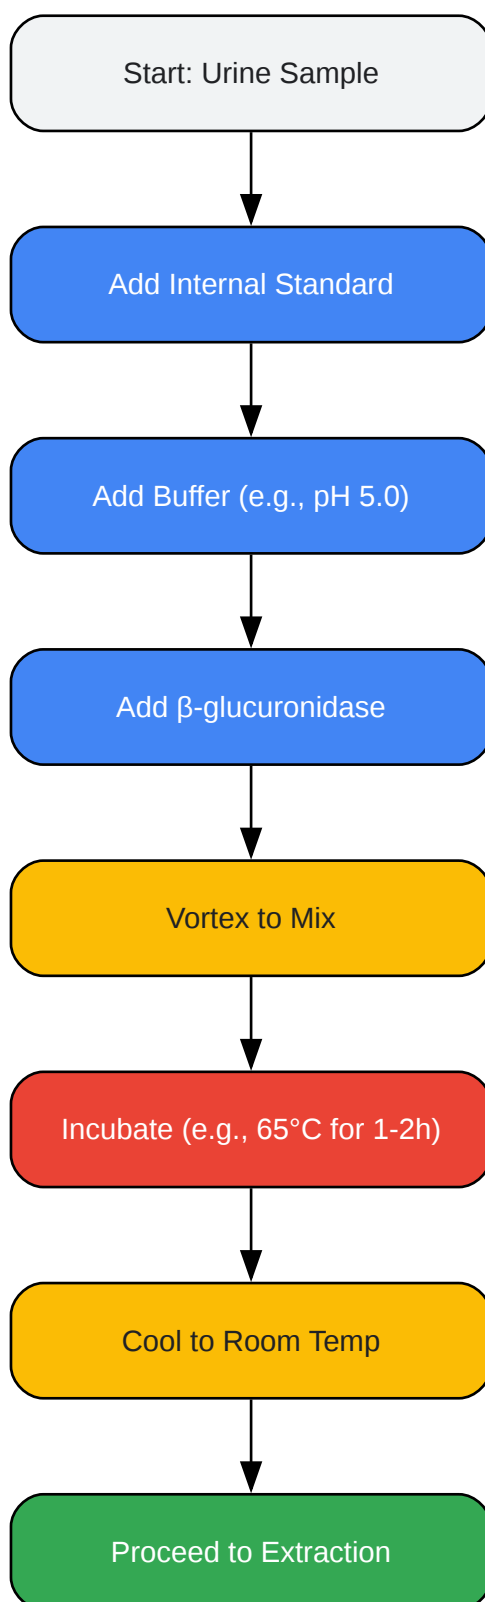 Start: Urine Sample
Add Internal Standard
Add Buffer (e.g., pH 5.0)
Add β-glucuronidase
Vortex to Mix
Incubate (e.g., 65°C for 1-2h)
Cool to Room Temp
Proceed to Extraction